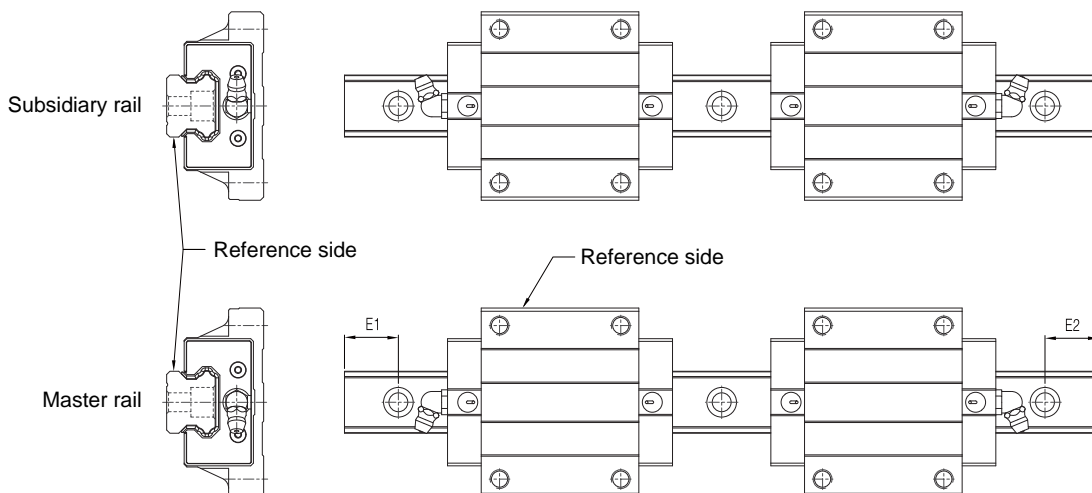 Subsidiary rail
Reference side
Reference side
E1
E2
Master rail